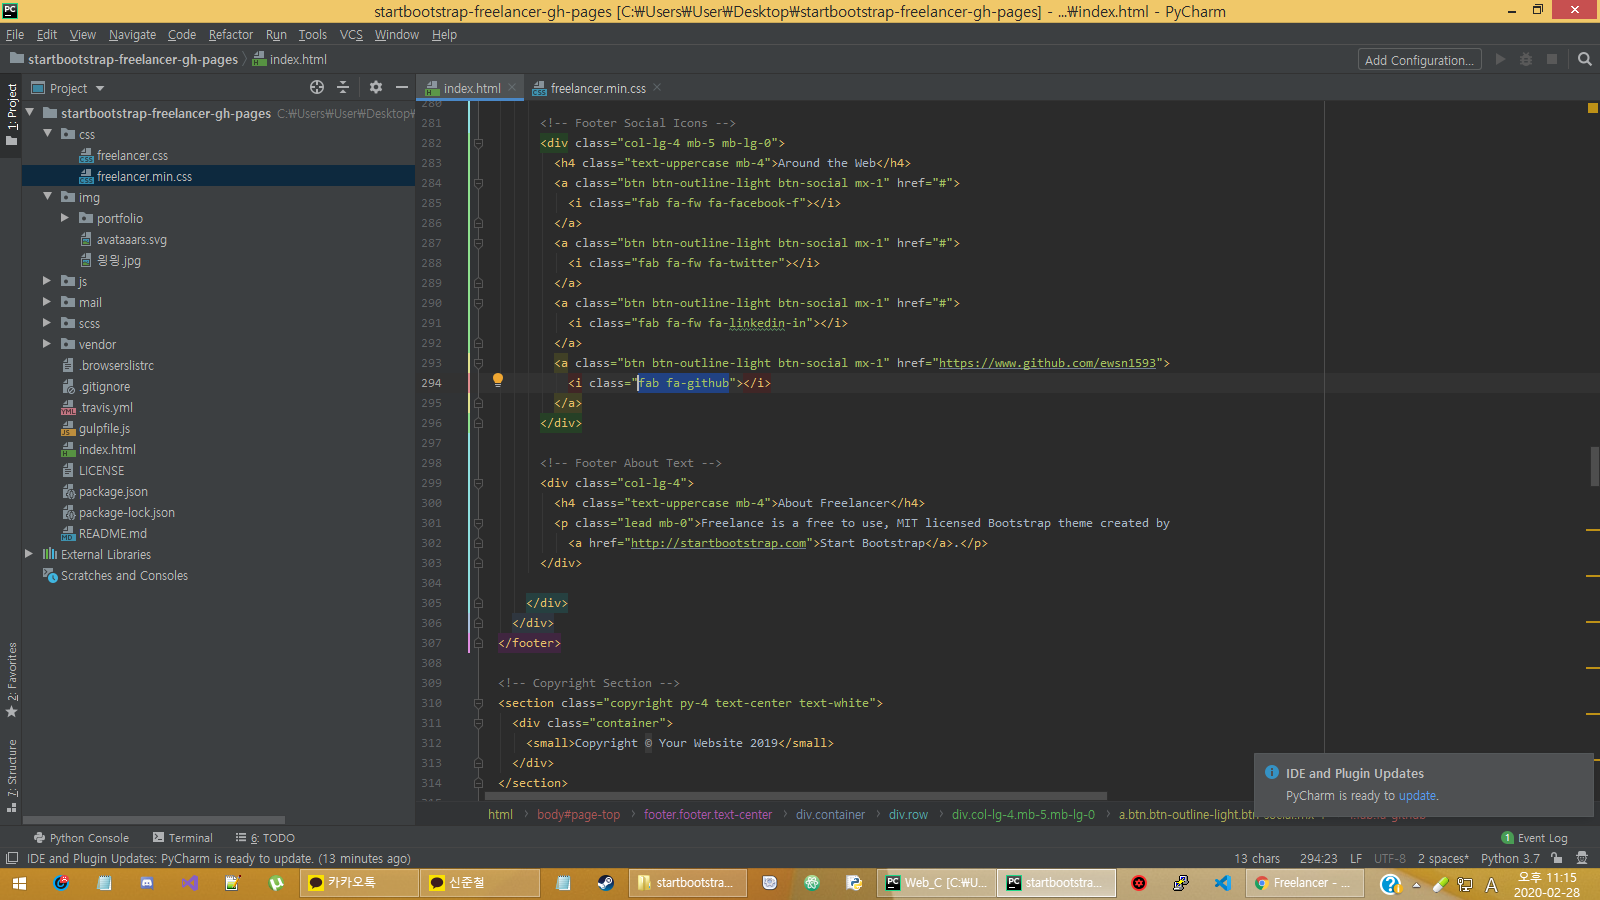 startbootstrap-freelancer-gh-pages [C:₩Users₩User₩Desktop₩startbootstrap-freelancer-gh-pages] - ...₩index.html - PyCharm
File Edit View Navigate Code Refactor Run Tools VCS Window Help
startbootstrap-freelancer-gh-pages index.html
Add Configuration...
1: Project
Project
index.html
freelancer.min.css
startbootstrap-freelancer-gh-pages C:₩Users₩User₩Desktop₩
css
freelancer.css
freelancer.min.css
img
portfolio
avataaars.svg
윙윙.jpg
js
mail
scss
vendor
.browserslistrc
.gitignore
.travis.yml
gulpfile.js
index.html
LICENSE
package.json
package-lock.json
README.md
External Libraries
Scratches and Consoles
2: Favorites
7: Structure
280
281 <!-- Footer Social Icons -->
282 <div class="col-lg-4 mb-5 mb-lg-0">
283 <h4 class="text-uppercase mb-4">Around the Web</h4>
284 <a class="btn btn-outline-light btn-social mx-1" href="#">
285 <i class="fab fa-fw fa-facebook-f"></i>
286 </a>
287 <a class="btn btn-outline-light btn-social mx-1" href="#">
288 <i class="fab fa-fw fa-twitter"></i>
289 </a>
290 <a class="btn btn-outline-light btn-social mx-1" href="#">
291 <i class="fab fa-fw fa-linkedin-in"></i>
292 </a>
293 <a class="btn btn-outline-light btn-social mx-1" href="https://www.github.com/ewsn1593">
294 <i class="fab fa-github"></i>
295 </a>
296 </div>
297
298 <!-- Footer About Text -->
299 <div class="col-lg-4">
300 <h4 class="text-uppercase mb-4">About Freelancer</h4>
301 <p class="lead mb-0">Freelance is a free to use, MIT licensed Bootstrap theme created by
302 <a href="http://startbootstrap.com">Start Bootstrap</a>.</p>
303 </div>
304
305 </div>
306 </div>
307 </footer>
308
309 <!-- Copyright Section -->
310 <section class="copyright py-4 text-center text-white">
311 <div class="container">
312 <small>Copyright © Your Website 2019</small>
313 </div>
314 </section>
IDE and Plugin Updates
PyCharm is ready to update.
html body#page-top footer.footer.text-center div.container div.row div.col-lg-4.mb-5.mb-lg-0
Python Console Terminal 6: TODO
1 Event Log
IDE and Plugin Updates: PyCharm is ready to update. (13 minutes ago)
13 chars 294:23 LF UTF-8 2 spaces* Python 3.7
카카오톡
신준철
startbootstra...
Web_C [C:₩U...
startbootstra...
Freelancer - ...
A
오후 11:15
2020-02-28